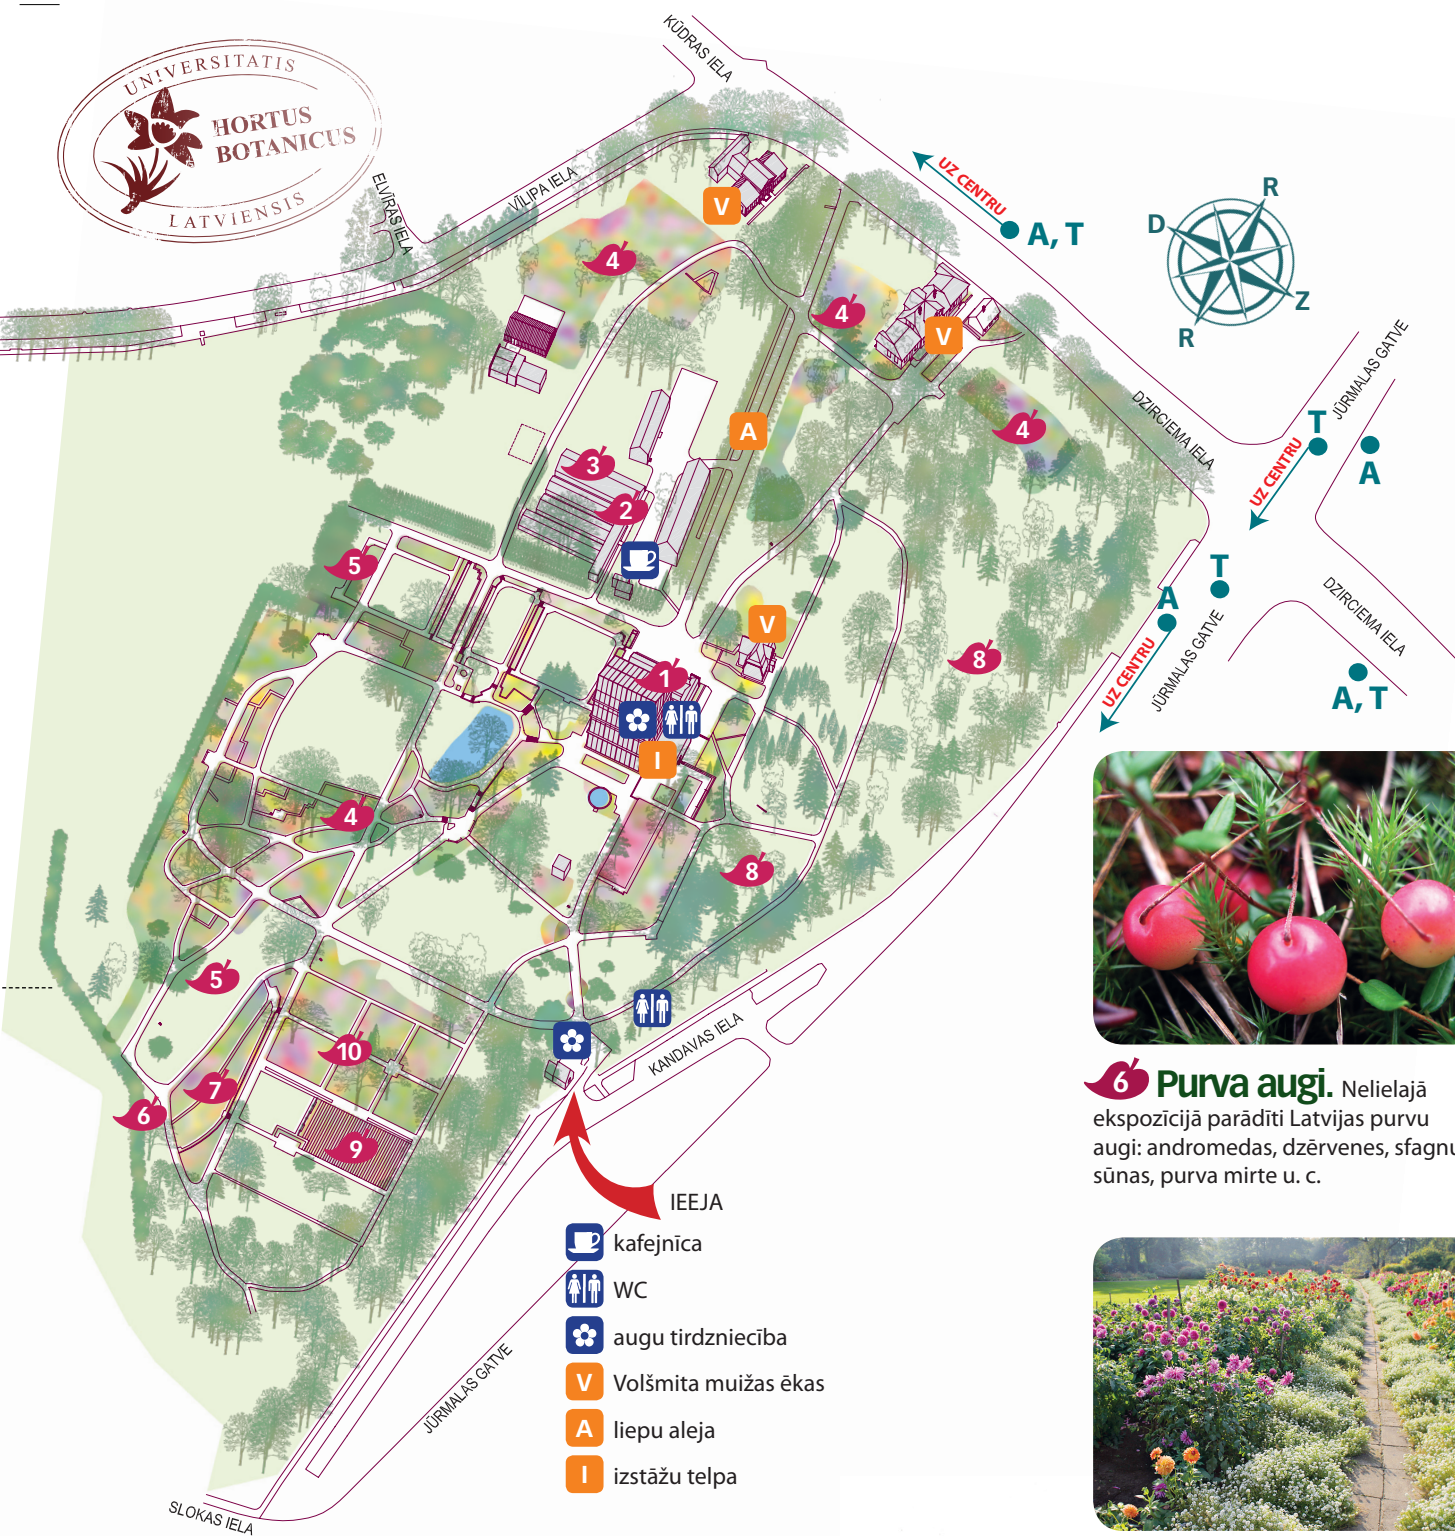 KŪDRAS IELA
UNIVERSITATIS
HORTUS
BOTANICUS
LATVIENSIS
ELVĪRAS IELA
VĪLIPA IELA
UZ CENTRU
A, T
R
D
Z
R
V
4
4
V
4
A
DZIRCIEMA IELA
JŪRMALAS GATVE
T
A
UZ CENTRU
3
2
5
T
A
UZ CENTRU
JŪRMALAS GATVE
DZIRCIEMA IELA
A, T
V
8
1
I
4
8
5
10
7
6
9
KANDAVAS IELA
IEEJA
kafejnīca
WC
augu tirdzniecība
V Volšmita muižas ēkas
A liepu aleja
I izstāžu telpa
JŪRMALAS GATVE
SLOKAS IELA
6 Purva augi. Nelielajā
ekspozīcijā parādīti Latvijas purvu
augi: andromedas, dzērvenes, sfagnu
sūnas, purva mirte u. c.